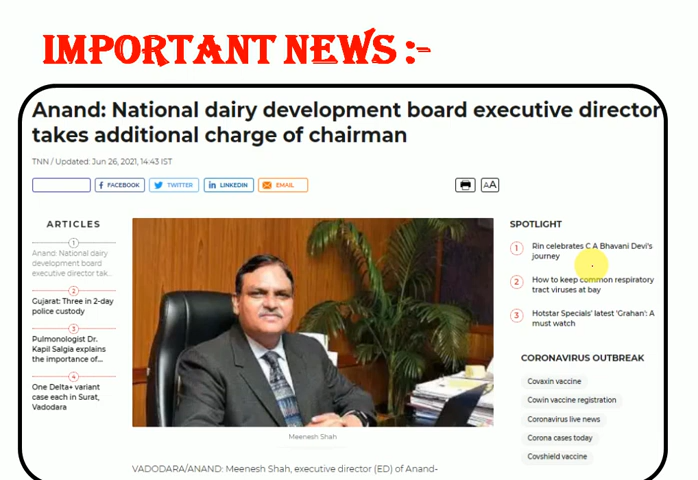 IMPORTANT NEWS :-
Anand: National dairy development board executive director
takes additional charge of chairman
TNN / Updated: Jun 26, 2021, 14:43 IST
FACEBOOK
TWITTER
in LINKEDIN
EMAIL
AA
ARTICLES
1
Anand: National dairy
development board
executive director tak...
2
Gujarat: Three in 2-day
police custody
3
Pulmonologist Dr.
Kapil Salgia explains
the importance of...
4
One Delta+ variant
case each in Surat,
Vadodara
Meenesh Shah
VADODARA/ANAND: Meenesh Shah, executive director (ED) of Anand-
SPOTLIGHT
1
Rin celebrates C A Bhavani Devi's
journey
2
How to keep common respiratory
tract viruses at bay
3
Hotstar Specials' latest 'Grahan': A
must watch
CORONAVIRUS OUTBREAK
Covaxin vaccine
Cowin vaccine registration
Coronavirus live news
Corona cases today
Covshield vaccine